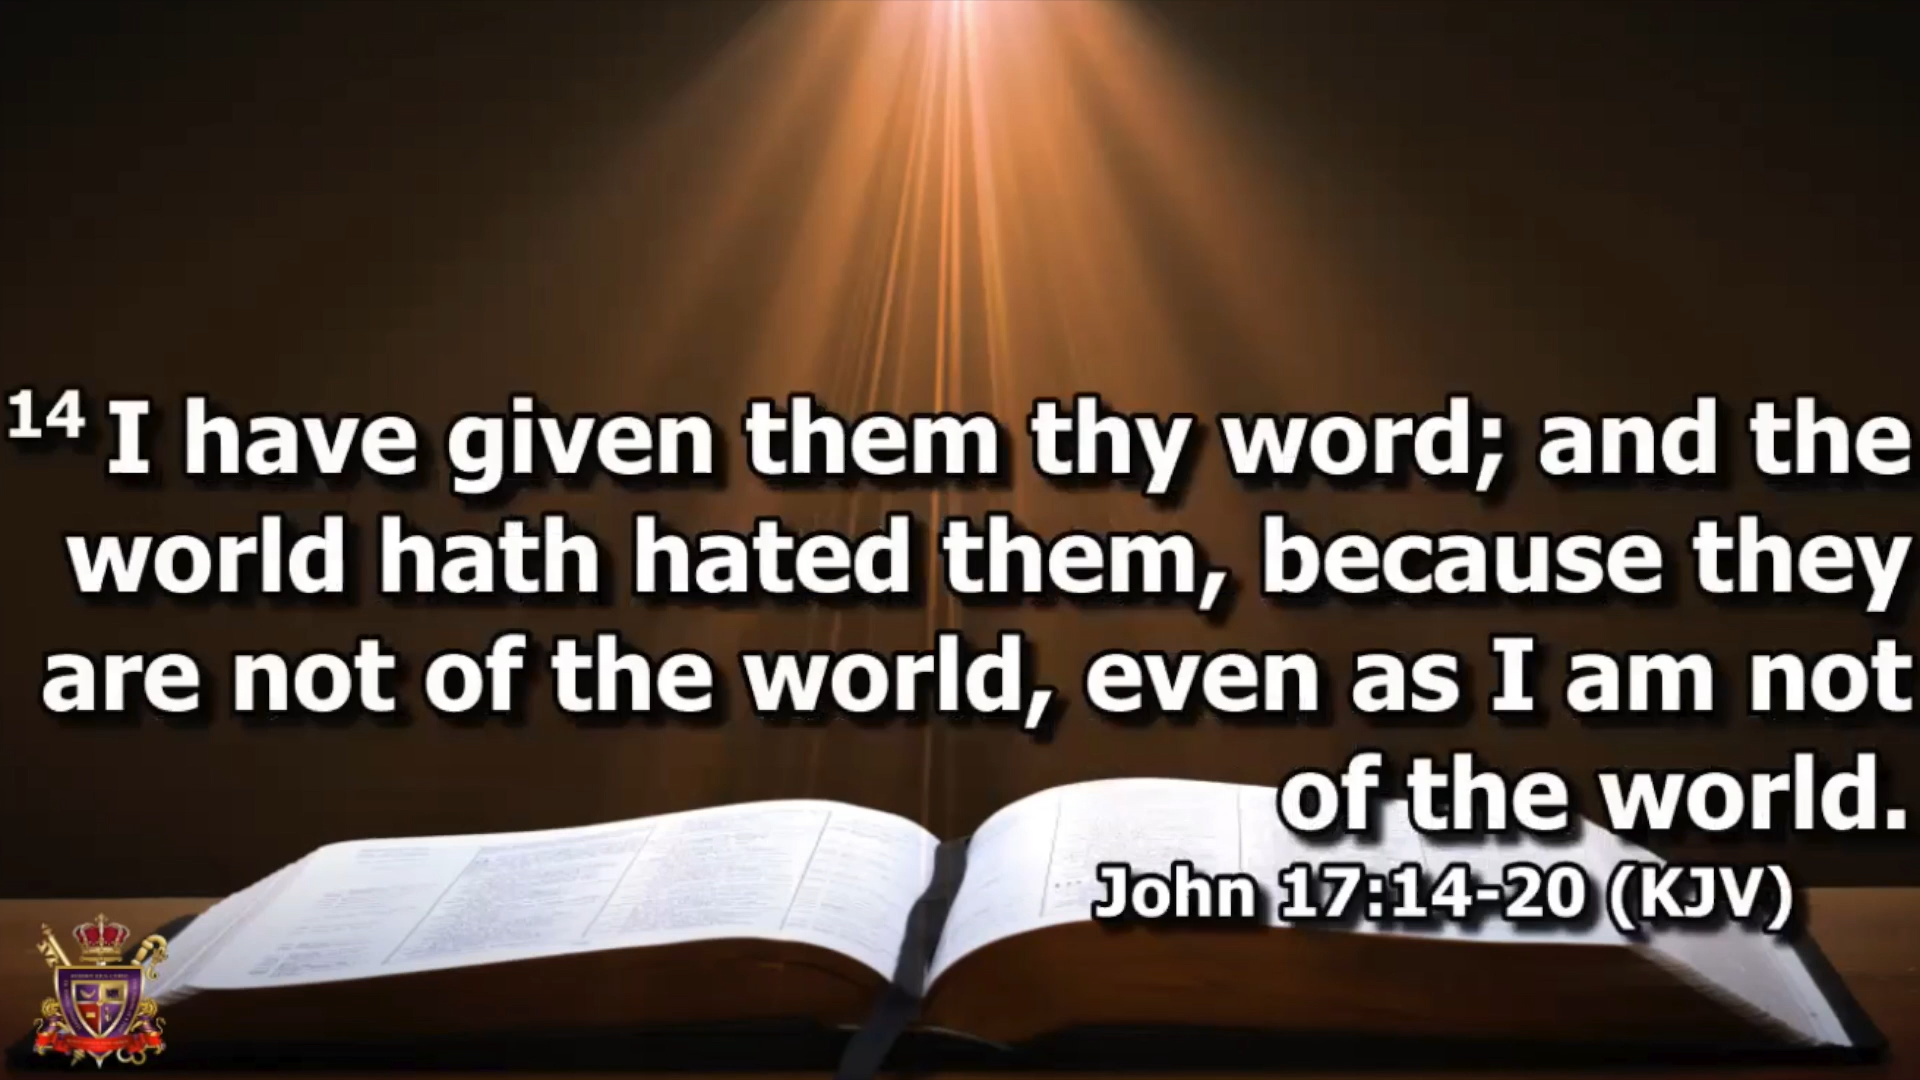 14 I have given them thy word; and the
world hath hated them, because they
are not of the world, even as I am not
of the world.
John 17:14-20 (KJV)